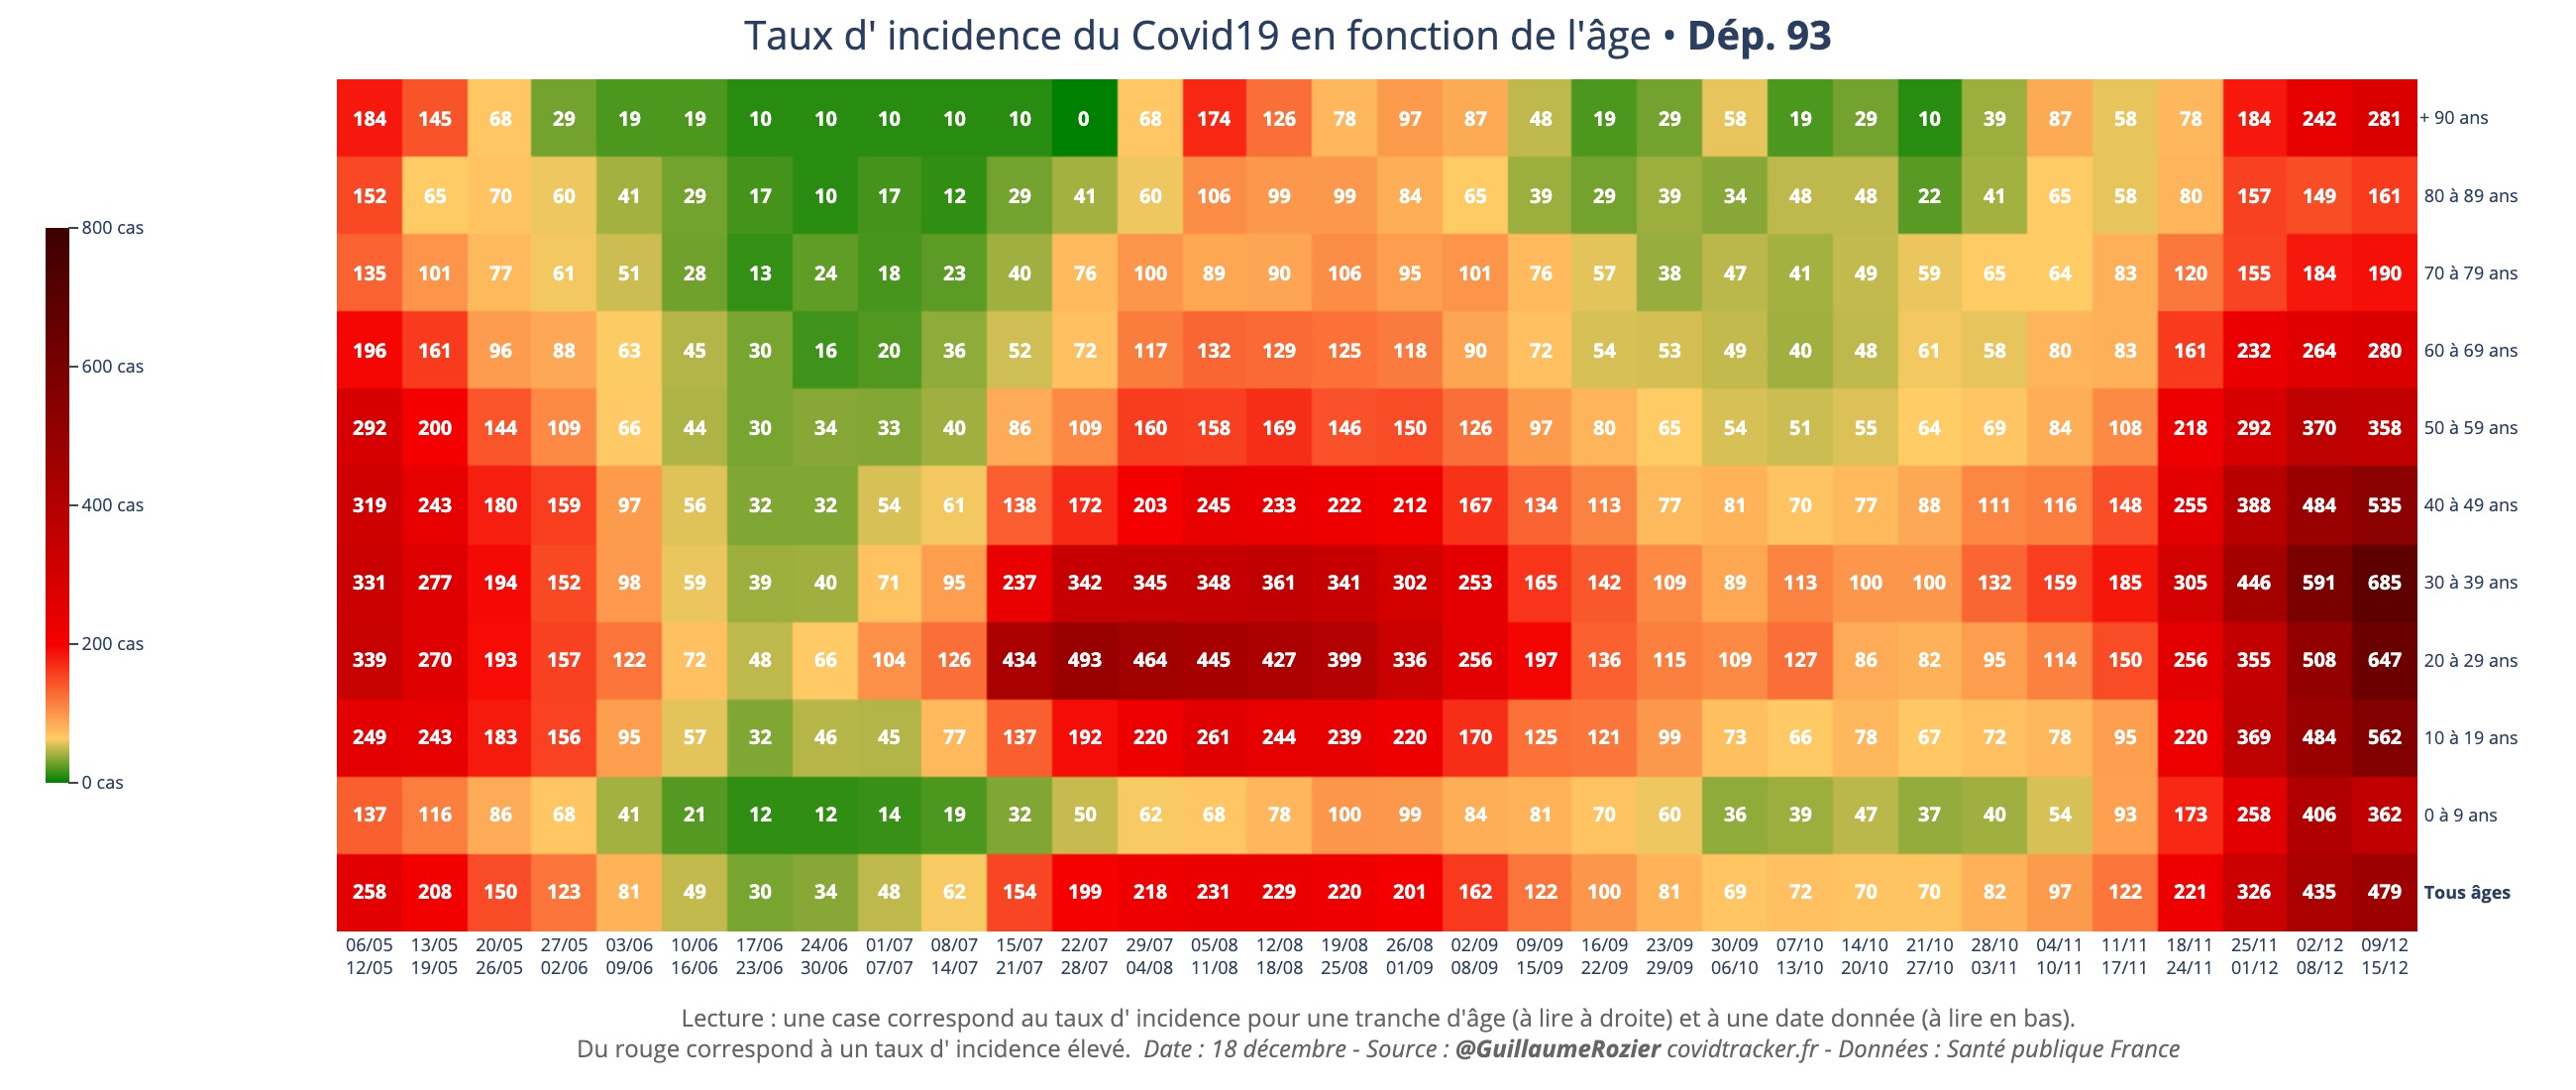 Taux d' incidence du Covid19 en fonction de l'âge • Dép. 93
184 145 68 29 19 19 10 10 10 10 10 0 68 174 126 78 97 87 48 19 29 58 19 29 10 39 87 58 78 184 242 281 + 90 ans
152 65 70 60 41 29 17 10 17 12 29 41 60 106 99 99 84 65 39 29 39 34 48 48 22 41 65 58 80 157 149 161 80 à 89 ans
135 101 77 61 51 28 13 24 18 23 40 76 100 89 90 106 95 101 76 57 38 47 41 49 59 65 64 83 120 155 184 190 70 à 79 ans
196 161 96 88 63 45 30 16 20 36 52 72 117 132 129 125 118 90 72 54 53 49 40 48 61 58 80 83 161 232 264 280 60 à 69 ans
292 200 144 109 66 44 30 34 33 40 86 109 160 158 169 146 150 126 97 80 65 54 51 55 64 69 84 108 218 292 370 358 50 à 59 ans
319 243 180 159 97 56 32 32 54 61 138 172 203 245 233 222 212 167 134 113 77 81 70 77 88 111 116 148 255 388 484 535 40 à 49 ans
331 277 194 152 98 59 39 40 71 95 237 342 345 348 361 341 302 253 165 142 109 89 113 100 100 132 159 185 305 446 591 685 30 à 39 ans
339 270 193 157 122 72 48 66 104 126 434 493 464 445 427 399 336 256 197 136 115 109 127 86 82 95 114 150 256 355 508 647 20 à 29 ans
249 243 183 156 95 57 32 46 45 77 137 192 220 261 244 239 220 170 125 121 99 73 66 78 67 72 78 95 220 369 484 562 10 à 19 ans
137 116 86 68 41 21 12 12 14 19 32 50 62 68 78 100 99 84 81 70 60 36 39 47 37 40 54 93 173 258 406 362 0 à 9 ans
258 208 150 123 81 49 30 34 48 62 154 199 218 231 229 220 201 162 122 100 81 69 72 70 70 82 97 122 221 326 435 479 Tous âges
800 cas
600 cas
400 cas
200 cas
0 cas
06/05 13/05 20/05 27/05 03/06 10/06 17/06 24/06 01/07 08/07 15/07 22/07 29/07 05/08 12/08 19/08 26/08 02/09 09/09 16/09 23/09 30/09 07/10 14/10 21/10 28/10 04/11 11/11 18/11 25/11 02/12 09/12
12/05 19/05 26/05 02/06 09/06 16/06 23/06 30/06 07/07 14/07 21/07 28/07 04/08 11/08 18/08 25/08 01/09 08/09 15/09 22/09 29/09 06/10 13/10 20/10 27/10 03/11 10/11 17/11 24/11 01/12 08/12 15/12
Lecture : une case correspond au taux d' incidence pour une tranche d'âge (à lire à droite) et à une date donnée (à lire en bas).
Du rouge correspond à un taux d' incidence élevé. Date : 18 décembre - Source : @GuillaumeRozier covidtracker.fr - Données : Santé publique France